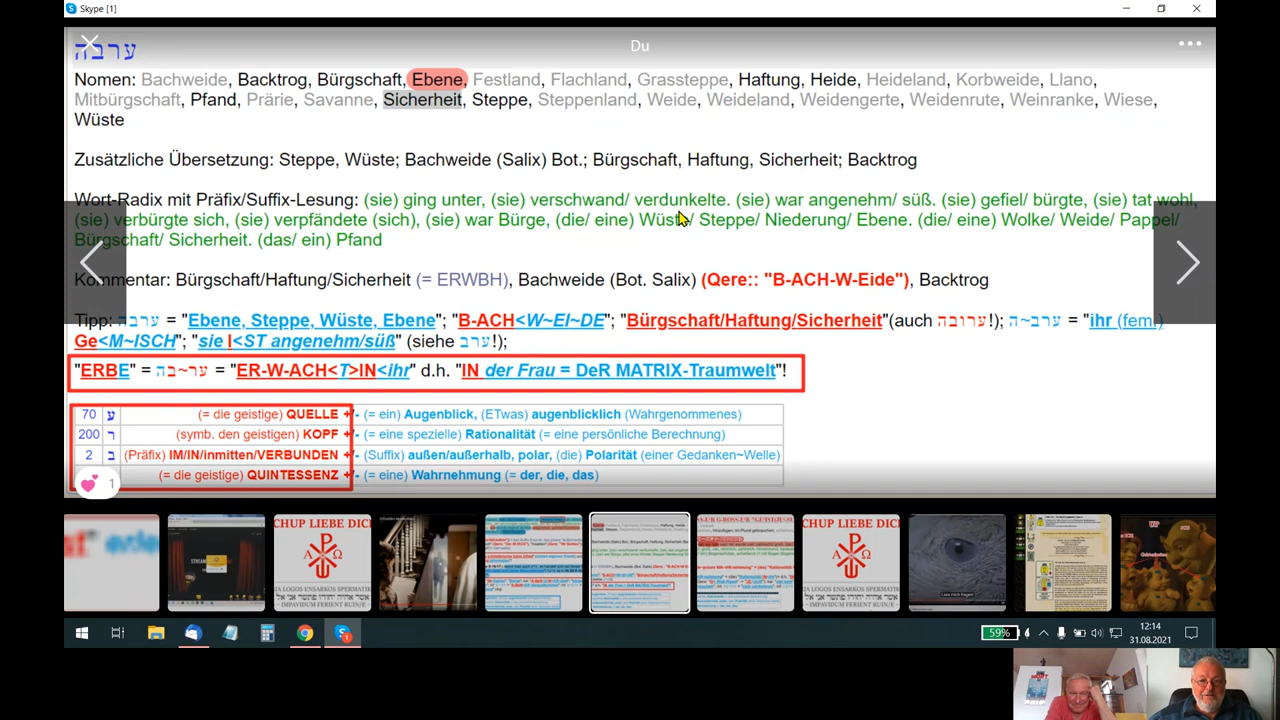 Skype [1]
Du
ערבה
Nomen: Bachweide, Backtrog, Bürgschaft, Ebene, Festland, Flachland, Grassteppe, Haftung, Heide, Heideland, Korbweide, Llano,
Mitbürgschaft, Pfand, Prärie, Savanne, Sicherheit, Steppe, Steppenland, Weide, Weideland, Weidengerte, Weidenrute, Weinranke, Wiese,
Wüste
Zusätzliche Übersetzung: Steppe, Wüste; Bachweide (Salix) Bot.; Bürgschaft, Haftung, Sicherheit; Backtrog
Wort-Radix mit Präfix/Suffix-Lesung: (sie) ging unter, (sie) verschwand/ verdunkelte. (sie) war angenehm/ süß. (sie) gefiel/ bürgte, (sie) tat wohl,
(sie) verbürgte sich, (sie) verpfändete (sich), (sie) war Bürge, (die/ eine) Wüste/ Steppe/ Niederung/ Ebene. (die/ eine) Wolke/ Weide/ Pappel/
Bürgschaft/ Sicherheit. (das/ ein) Pfand
Kommentar: Bürgschaft/Haftung/Sicherheit (= ERWBH), Bachweide (Bot. Salix) (Qere:: "B-ACH-W-Eide"), Backtrog
Tipp: ערבה = "Ebene, Steppe, Wüste, Ebene"; "B-ACH<W~EI~DE"; "Bürgschaft/Haftung/Sicherheit"(auch ערובה!); ערב~ה = "ihr (fem.)
Ge<M~ISCH"; "sie I<ST angenehm/süß" (siehe ערב!);
"ERBE" = ער~בה = "ER-W-ACH<T>IN<ihr" d.h. "IN der Frau = DeR MATRIX-Traumwelt"!
70 ע (= die geistige) QUELLE +/- (= ein) Augenblick, (ETwas) augenblicklich (Wahrgenommenes)
200 ר (symb. den geistigen) KOPF +/- (= eine spezielle) Rationalität (= eine persönliche Berechnung)
2 ב (Präfix) IM/IN/inmitten/VERBUNDEN +/- (Suffix) außen/außerhalb, polar, (die) Polarität (einer Gedanken~Welle)
(= die geistige) QUINTESSENZ +/- (= eine) Wahrnehmung (= der, die, das)
1
CHUP LIEBE DICH
CHUP LIEBE DICH
59%
12:14
31.08.2021